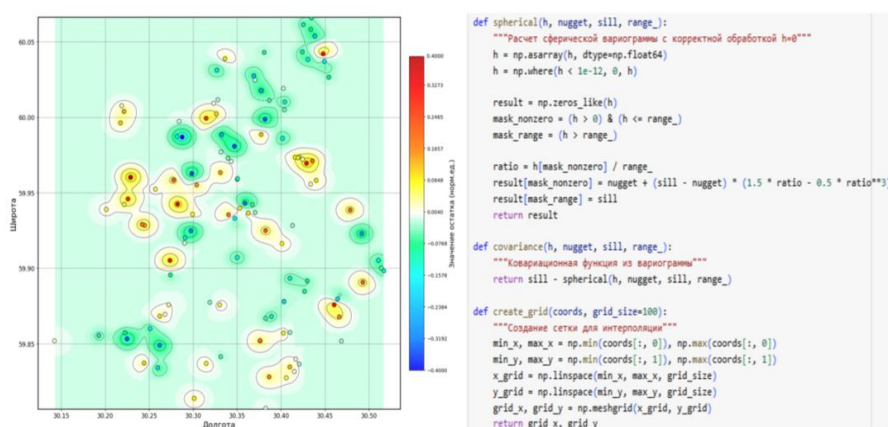 60.05
60.00
59.95
59.90
59.85
Широта
30.15
30.20
30.25
30.30
30.35
30.40
30.45
30.50
Долгота
0.4000
0.3232
0.2465
0.1657
0.0848
0.0040
-0.0768
-0.1576
-0.2384
-0.3192
-0.4000
Значение остатка (норм.ед.)
def spherical(h, nugget, sill, range_):
"""Расчет сферической вариограммы с корректной обработкой h=0"""
h = np.asarray(h, dtype=np.float64)
h = np.where(h < 1e-12, 0, h)
result = np.zeros_like(h)
mask_nonzero = (h > 0) & (h <= range_)
mask_range = (h > range_)
ratio = h[mask_nonzero] / range_
result[mask_nonzero] = nugget + (sill - nugget) * (1.5 * ratio - 0.5 * ratio**3
result[mask_range] = sill
return result
def covariance(h, nugget, sill, range_):
"""Ковариационная функция из вариограммы"""
return sill - spherical(h, nugget, sill, range_)
def create_grid(coords, grid_size=100):
"""Создание сетки для интерполяции"""
min_x, max_x = np.min(coords[:, 0]), np.max(coords[:, 0])
min_y, max_y = np.min(coords[:, 1]), np.max(coords[:, 1])
x_grid = np.linspace(min_x, max_x, grid_size)
y_grid = np.linspace(min_y, max_y, grid_size)
grid_x, grid_y = np.meshgrid(x_grid, y_grid)
return grid_x, grid_y